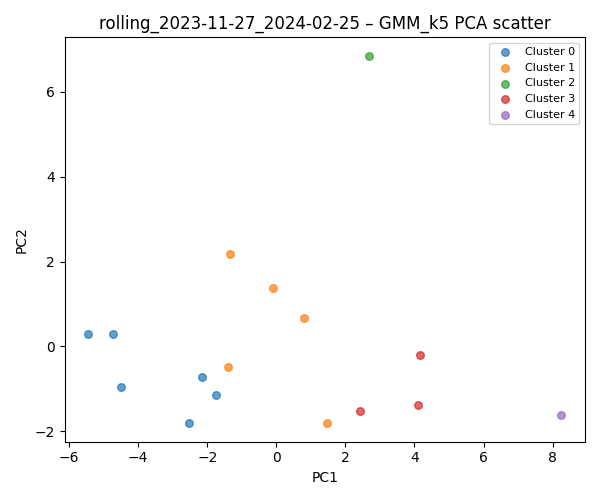 rolling_2023-11-27_2024-02-25 – GMM_k5 PCA scatter
Cluster 0
Cluster 1
Cluster 2
Cluster 3
Cluster 4
PC2
6
4
2
0
−2
−6
−4
−2
0
2
4
6
8
PC1